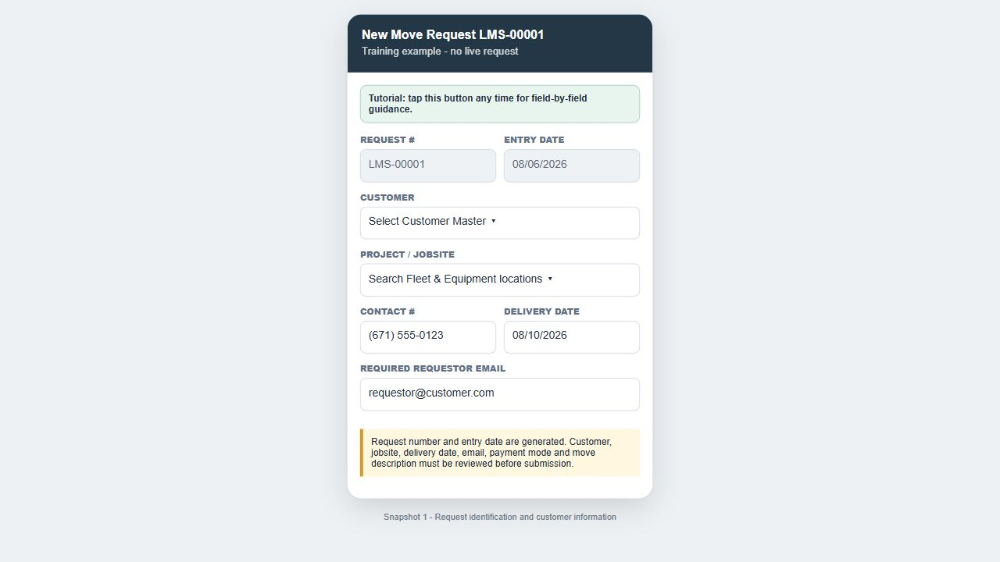 New Move Request LMS-00001
Training example - no live request
Tutorial: tap this button any time for field-by-field
guidance.
REQUEST #
ENTRY DATE
LMS-00001
08/06/2026
CUSTOMER
Select Customer Master ▾
PROJECT / JOBSITE
Search Fleet & Equipment locations ▾
CONTACT #
DELIVERY DATE
(671) 555-0123
08/10/2026
REQUIRED REQUESTOR EMAIL
requestor@customer.com
Request number and entry date are generated. Customer,
jobsite, delivery date, email, payment mode and move
description must be reviewed before submission.
Snapshot 1 - Request identification and customer information